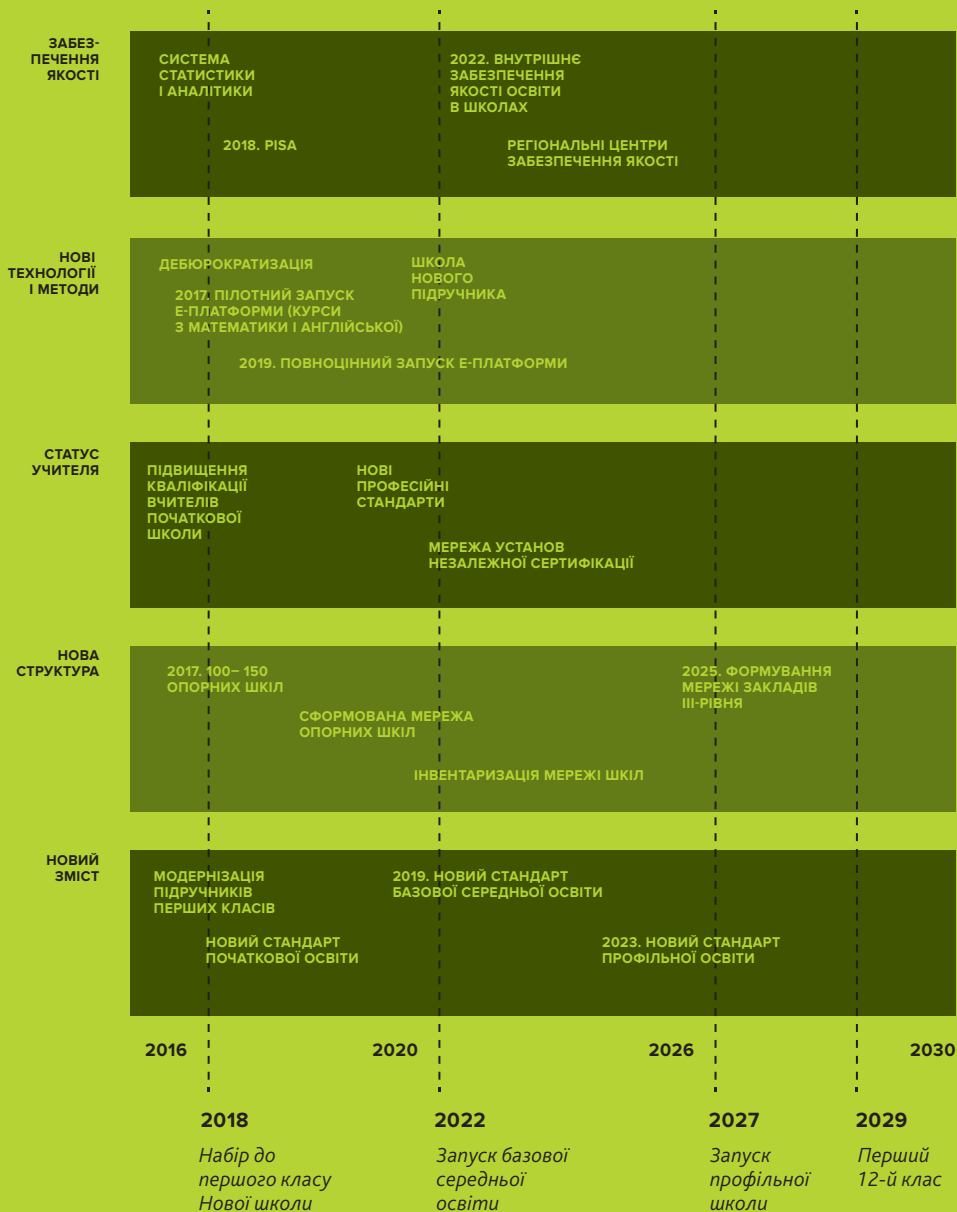 ЗАБЕЗ-
ПЕЧЕННЯ
ЯКОСТІ
СИСТЕМА
СТАТИСТИКИ
І АНАЛІТИКИ
2022. ВНУТРІШНЄ
ЗАБЕЗПЕЧЕННЯ
ЯКОСТІ ОСВІТИ
В ШКОЛАХ
2018. PISA
РЕГІОНАЛЬНІ ЦЕНТРИ
ЗАБЕЗПЕЧЕННЯ ЯКОСТІ
НОВІ
ТЕХНОЛОГІЇ
І МЕТОДИ
ДЕБЮРОКРАТИЗАЦІЯ
ШКОЛА
НОВОГО
ПІДРУЧНИКА
2017. ПІЛОТНИЙ ЗАПУСК
Е-ПЛАТФОРМИ (КУРСИ
З МАТЕМАТИКИ І АНГЛІЙСЬКОЇ)
2019. ПОВНОЦІННИЙ ЗАПУСК Е-ПЛАТФОРМИ
СТАТУС
УЧИТЕЛЯ
ПІДВИЩЕННЯ
КВАЛІФІКАЦІЇ
ВЧИТЕЛІВ
ПОЧАТКОВОЇ
ШКОЛИ
НОВІ
ПРОФЕСІЙНІ
СТАНДАРТИ
МЕРЕЖА УСТАНОВ
НЕЗАЛЕЖНОЇ СЕРТИФІКАЦІЇ
НОВА
СТРУКТУРА
2017. 100– 150
ОПОРНИХ ШКІЛ
2025. ФОРМУВАННЯ
МЕРЕЖІ ЗАКЛАДІВ
ІІІ-РІВНЯ
СФОРМОВАНА МЕРЕЖА
ОПОРНИХ ШКІЛ
ІНВЕНТАРИЗАЦІЯ МЕРЕЖІ ШКІЛ
НОВИЙ
ЗМІСТ
МОДЕРНІЗАЦІЯ
ПІДРУЧНИКІВ
ПЕРШИХ КЛАСІВ
2019. НОВИЙ СТАНДАРТ
БАЗОВОЇ СЕРЕДНЬОЇ ОСВІТИ
НОВИЙ СТАНДАРТ
ПОЧАТКОВОЇ ОСВІТИ
2023. НОВИЙ СТАНДАРТ
ПРОФІЛЬНОЇ ОСВІТИ
2016
2020
2026
2030
2018
Набір до
першого класу
Нової школи
2022
Запуск базової
середньої
освіти
2027
Запуск
профільної
школи
2029
Перший
12-й клас